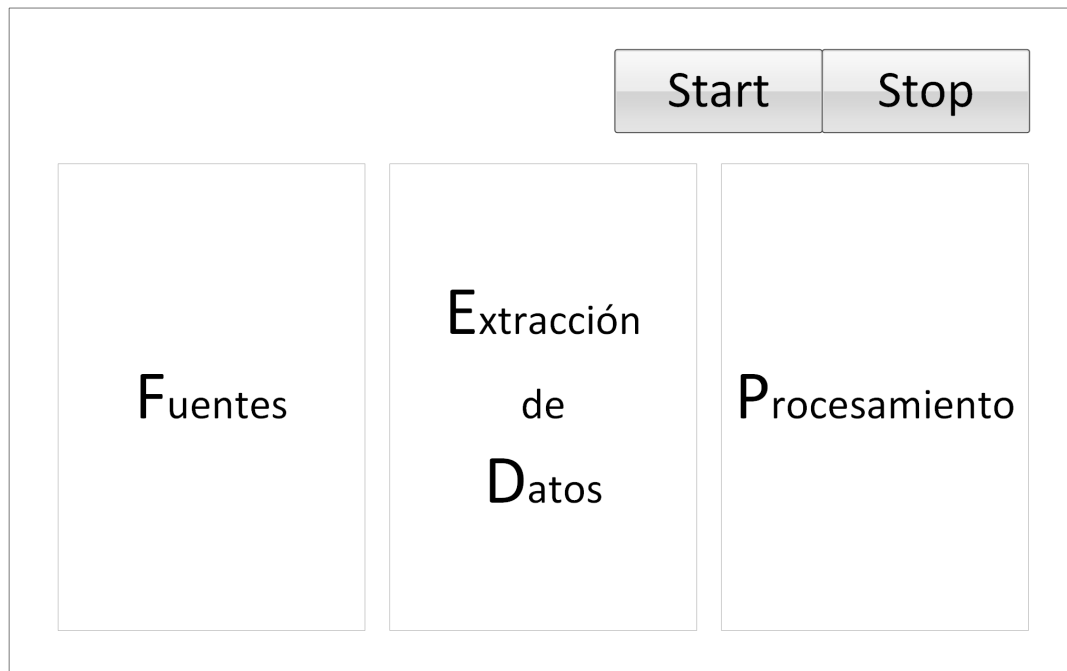 Start Stop
Fuentes
Extracción
de
Datos
Procesamiento